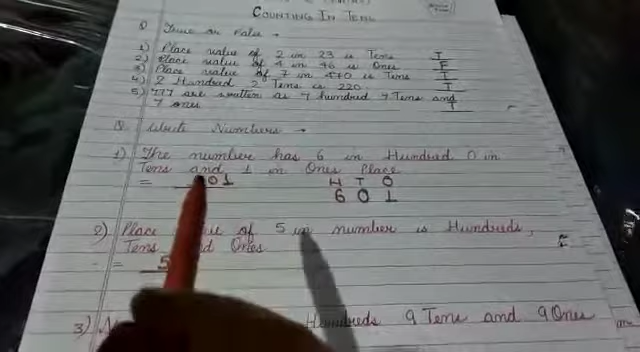 COUNTING IN TENS
Q True or False →
1) Place value of 2 in 23 is Tens T
2) Place value of 4 in 46 is Ones F
3) Place value of 7 in 470 is Tens T
4) 2 Hundred 2 Tens is 220 T
5) 777 are written as 7 hundred 7 Tens and
7 ones T
Q. Write Numbers →
1) The number has 6 in Hundred 0 in
Tens and 1 in Ones Place
= 01 H T O
6 0 1
2) Place of 5 in number is Hundreds,
Tens Ones
= 5
3) Hundreds 9 Tens and 9 Ones